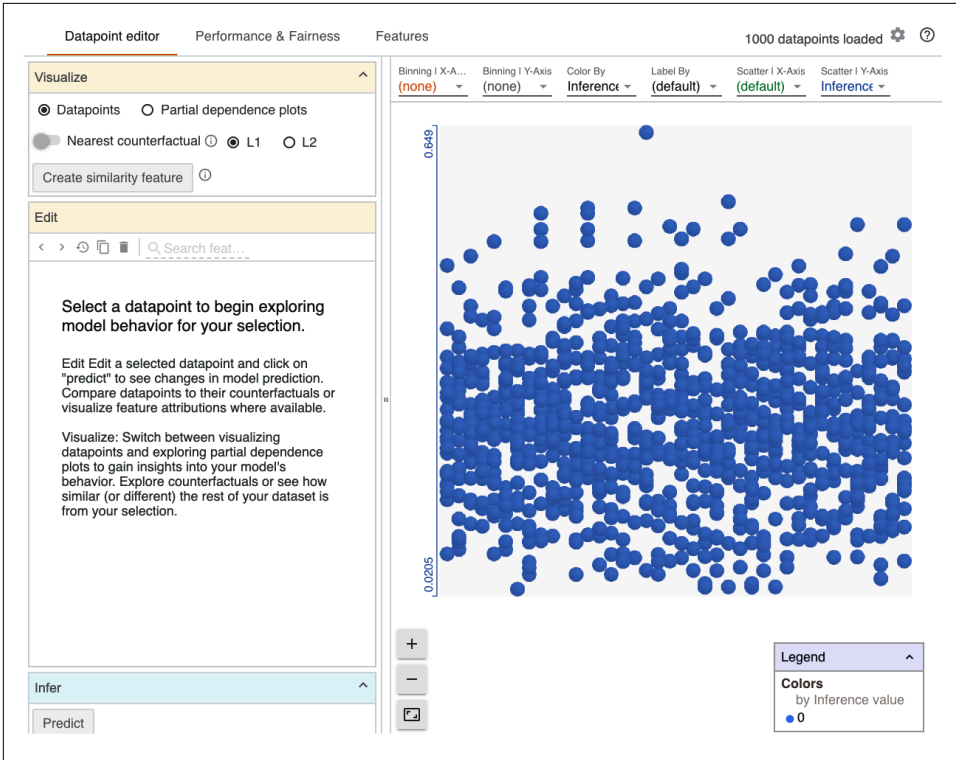 Datapoint editor Performance & Fairness Features
1000 datapoints loaded
Visualize
Datapoints Partial dependence plots
Nearest counterfactual L1 L2
Create similarity feature
Edit
Search feat...
Select a datapoint to begin exploring
model behavior for your selection.
Edit Edit a selected datapoint and click on
"predict" to see changes in model prediction.
Compare datapoints to their counterfactuals or
visualize feature attributions where available.
Visualize: Switch between visualizing
datapoints and exploring partial dependence
plots to gain insights into your model's
behavior. Explore counterfactuals or see how
similar (or different) the rest of your dataset is
from your selection.
Infer
Predict
Binning | X-A... Binning | Y-Axis Color By Label By Scatter | X-Axis Scatter | Y-Axis
(none) (none) Inference (default) (default) Inference
0.649
0.0205
+
−
Legend
Colors
by Inference value
0